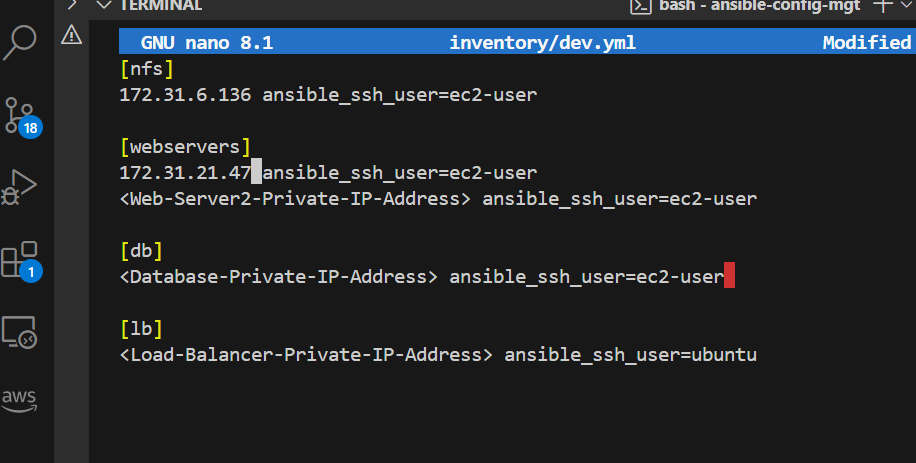 TERMINAL
bash - ansible-config-mgt
GNU nano 8.1 inventory/dev.yml Modified
[nfs]
172.31.6.136 ansible_ssh_user=ec2-user
[webservers]
172.31.21.47 ansible_ssh_user=ec2-user
<Web-Server2-Private-IP-Address> ansible_ssh_user=ec2-user
[db]
<Database-Private-IP-Address> ansible_ssh_user=ec2-user
[lb]
<Load-Balancer-Private-IP-Address> ansible_ssh_user=ubuntu
18
1
aws